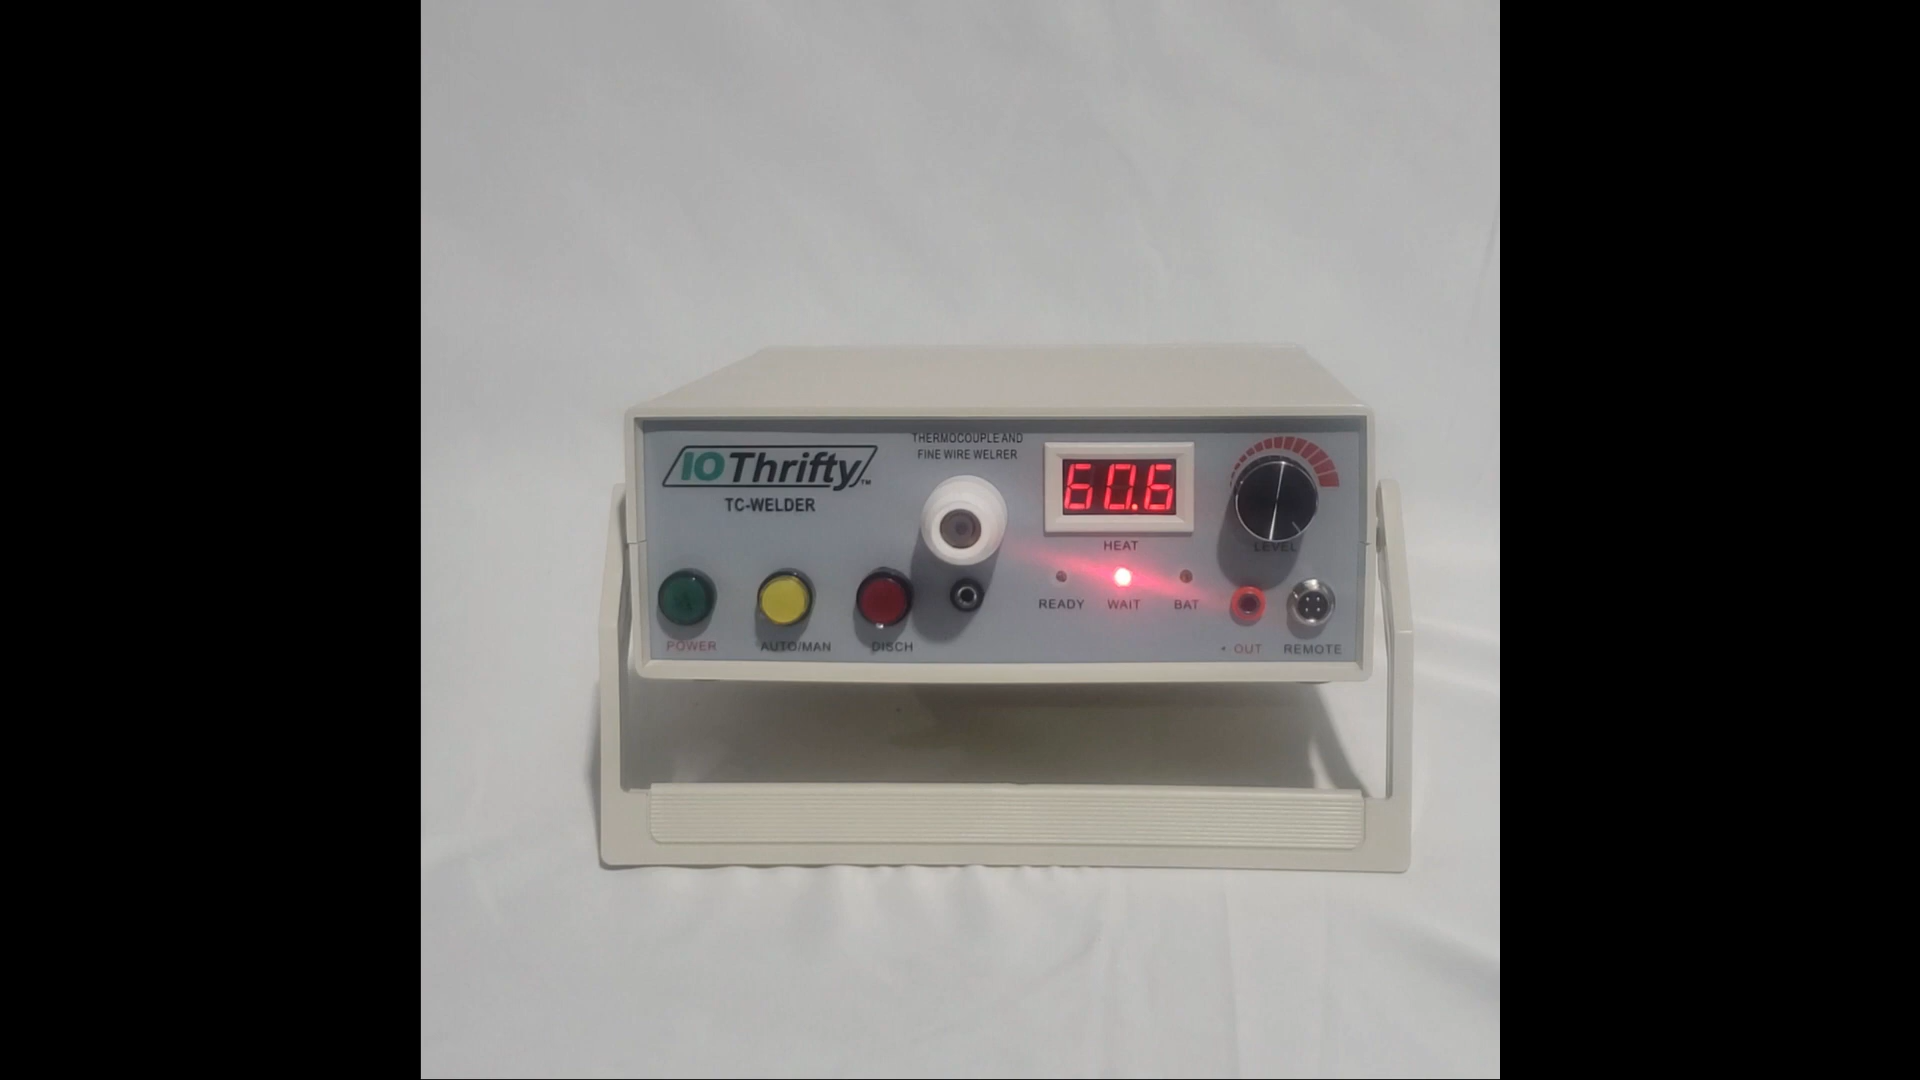 IOThrifty™
TC-WELDER
THERMOCOUPLE AND
FINE WIRE WELRER
60.6
HEAT
LEVEL
READY WAIT BAT
POWER AUTO/MAN DISCH
OUT REMOTE